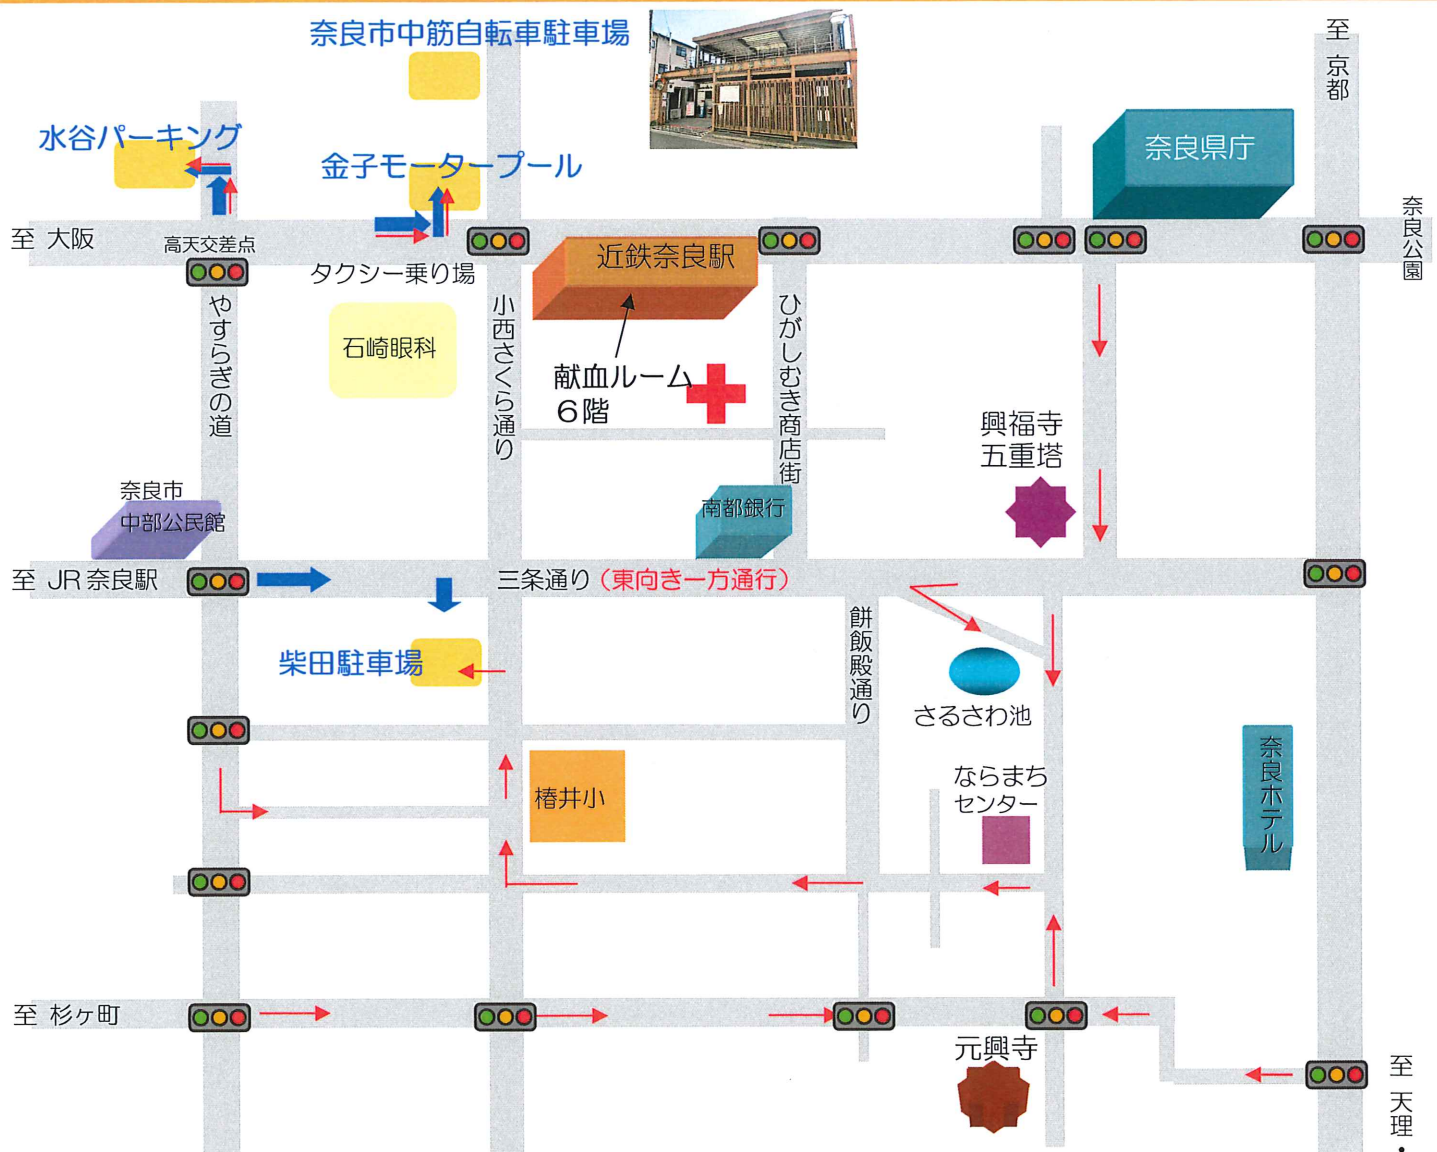 奈良市中筋自転車駐車場
至 京都
水谷パーキング
金子モータープール
奈良県庁
至 大阪
高天交差点
タクシー乗り場
近鉄奈良駅
奈良公園
やすらぎの道
石崎眼科
小西さくら通り
献血ルーム
6階
ひがしむき商店街
興福寺
五重塔
奈良市
中部公民館
南都銀行
至 JR奈良駅
三条通り(東向き一方通行)
柴田駐車場
餅飯殿通り
さるさわ池
椿井小
ならまち
センター
奈良ホテル
至 杉ヶ町
元興寺
至 天理・